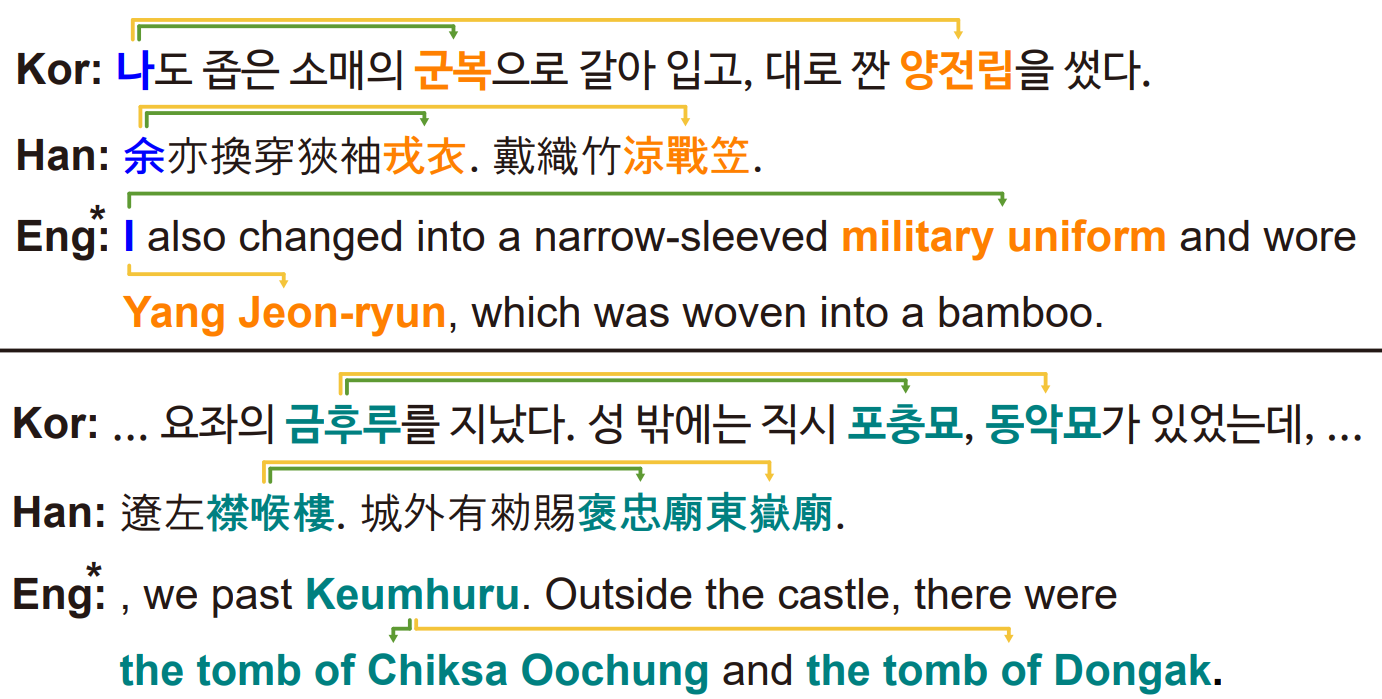 Kor: 나도 좁은 소매의 군복으로 갈아 입고, 대로 짠 양전립을 썼다.
Han: 余亦換穿狹袖戎衣. 戴織竹涼戰笠.
Eng*: I also changed into a narrow-sleeved military uniform and wore
Yang Jeon-ryun, which was woven into a bamboo.
Kor: ... 요좌의 금후루를 지났다. 성 밖에는 직시 포충묘, 동악묘가 있었는데, ...
Han: 遼左襟喉樓. 城外有勑賜褒忠廟東嶽廟.
Eng*: , we past Keumhuru. Outside the castle, there were
the tomb of Chiksa Oochung and the tomb of Dongak.